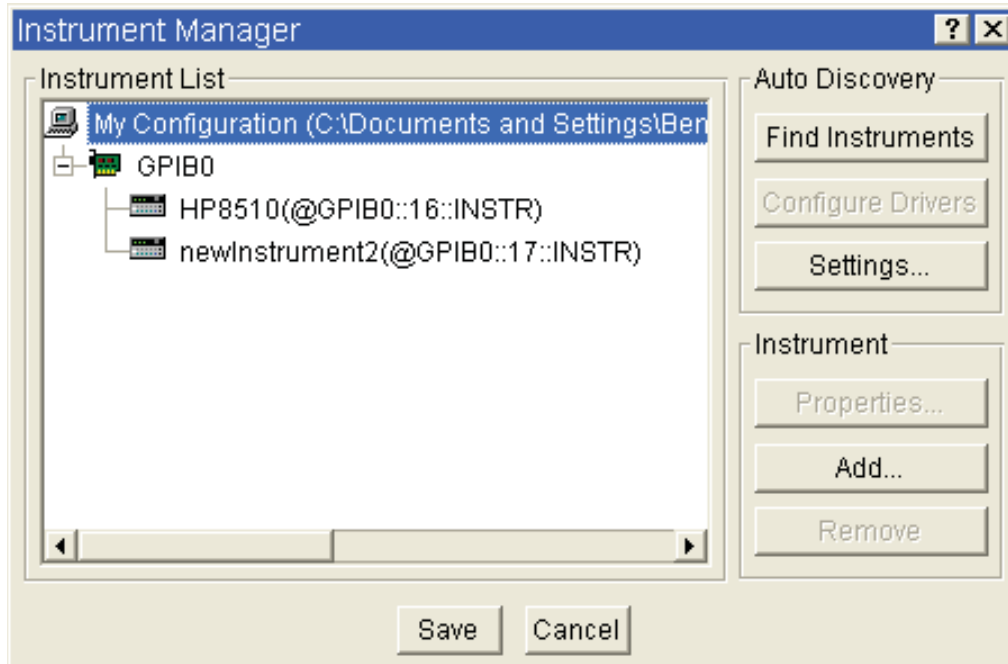 Instrument Manager
Instrument List
My Configuration (C:\Documents and Settings\Ben
GPIB0
HP8510(@GPIB0::16::INSTR)
newInstrument2(@GPIB0::17::INSTR)
Auto Discovery
Find Instruments
Configure Drivers
Settings...
Instrument
Properties...
Add...
Remove
Save Cancel